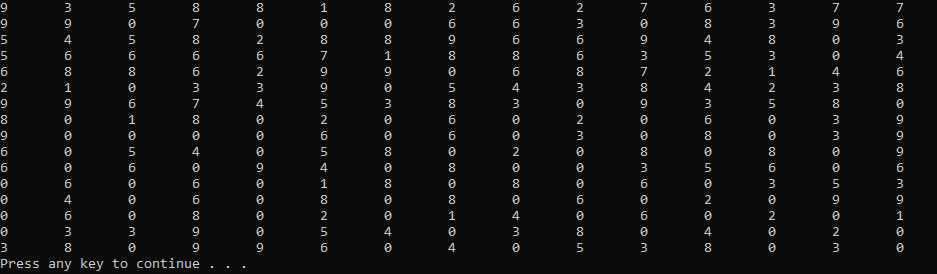 9 3 5 8 8 1 8 2 6 2 7 6 3 7 7
9 9 0 7 0 0 0 6 6 3 0 8 3 9 6
5 4 5 8 2 8 8 9 6 6 9 4 8 0 3
5 6 6 6 6 7 1 8 8 6 3 5 3 0 4
6 8 8 6 2 9 9 0 6 8 7 2 1 4 6
2 1 0 3 3 9 0 5 4 3 8 4 2 3 8
9 9 6 7 4 5 3 8 3 0 9 3 5 8 0
8 0 1 8 0 2 0 6 0 2 0 6 0 3 9
9 0 0 0 0 6 0 6 0 3 0 8 0 3 9
6 0 5 4 0 5 8 0 2 0 8 0 8 0 9
6 0 6 0 9 4 0 8 0 0 3 5 6 0 6
0 6 0 6 0 1 8 0 8 0 6 0 3 5 3
0 4 0 6 0 8 0 8 0 6 0 2 0 9 9
0 6 0 8 0 2 0 1 4 0 6 0 2 0 1
0 3 3 9 0 5 4 0 3 8 0 4 0 2 0
3 8 0 9 9 6 0 4 0 5 3 8 0 3 0
Press any key to continue . . .